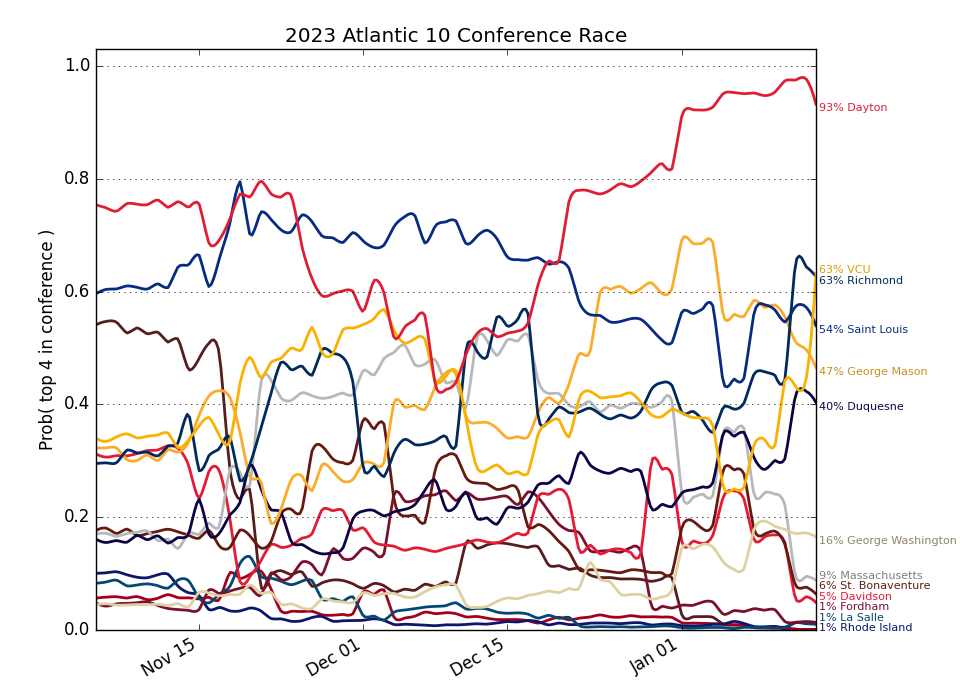 2023 Atlantic 10 Conference Race
Prob( top 4 in conference )
1.0
0.8
0.6
0.4
0.2
0.0
Nov 15
Dec 01
Dec 15
Jan 01
93% Dayton
63% VCU
63% Richmond
54% Saint Louis
47% George Mason
40% Duquesne
16% George Washington
9% Massachusetts
6% St. Bonaventure
5% Davidson
1% Fordham
1% La Salle
1% Rhode Island